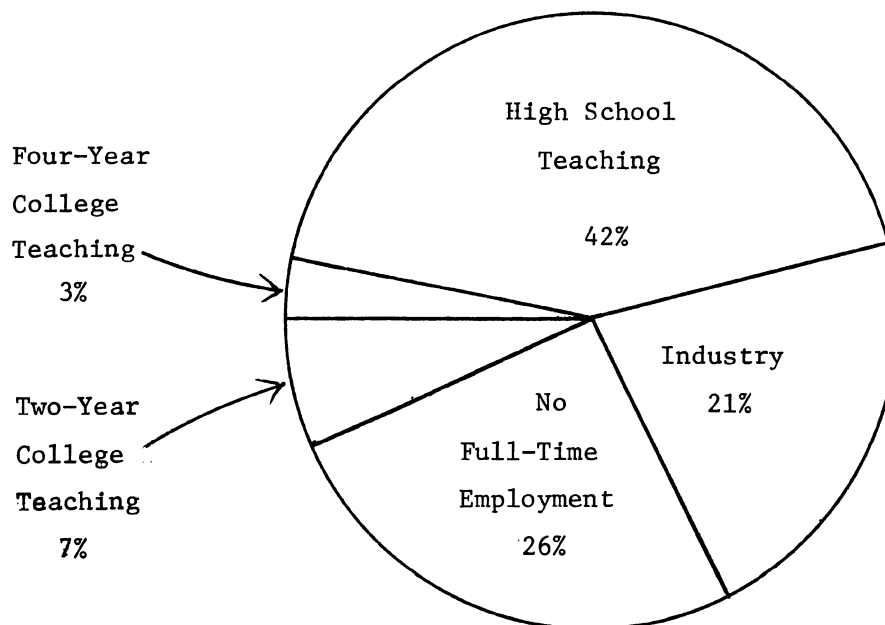 High School
Teaching
42%
Four-Year
College
Teaching
3%
Industry
21%
Two-Year
College
Teaching
7%
No
Full-Time
Employment
26%